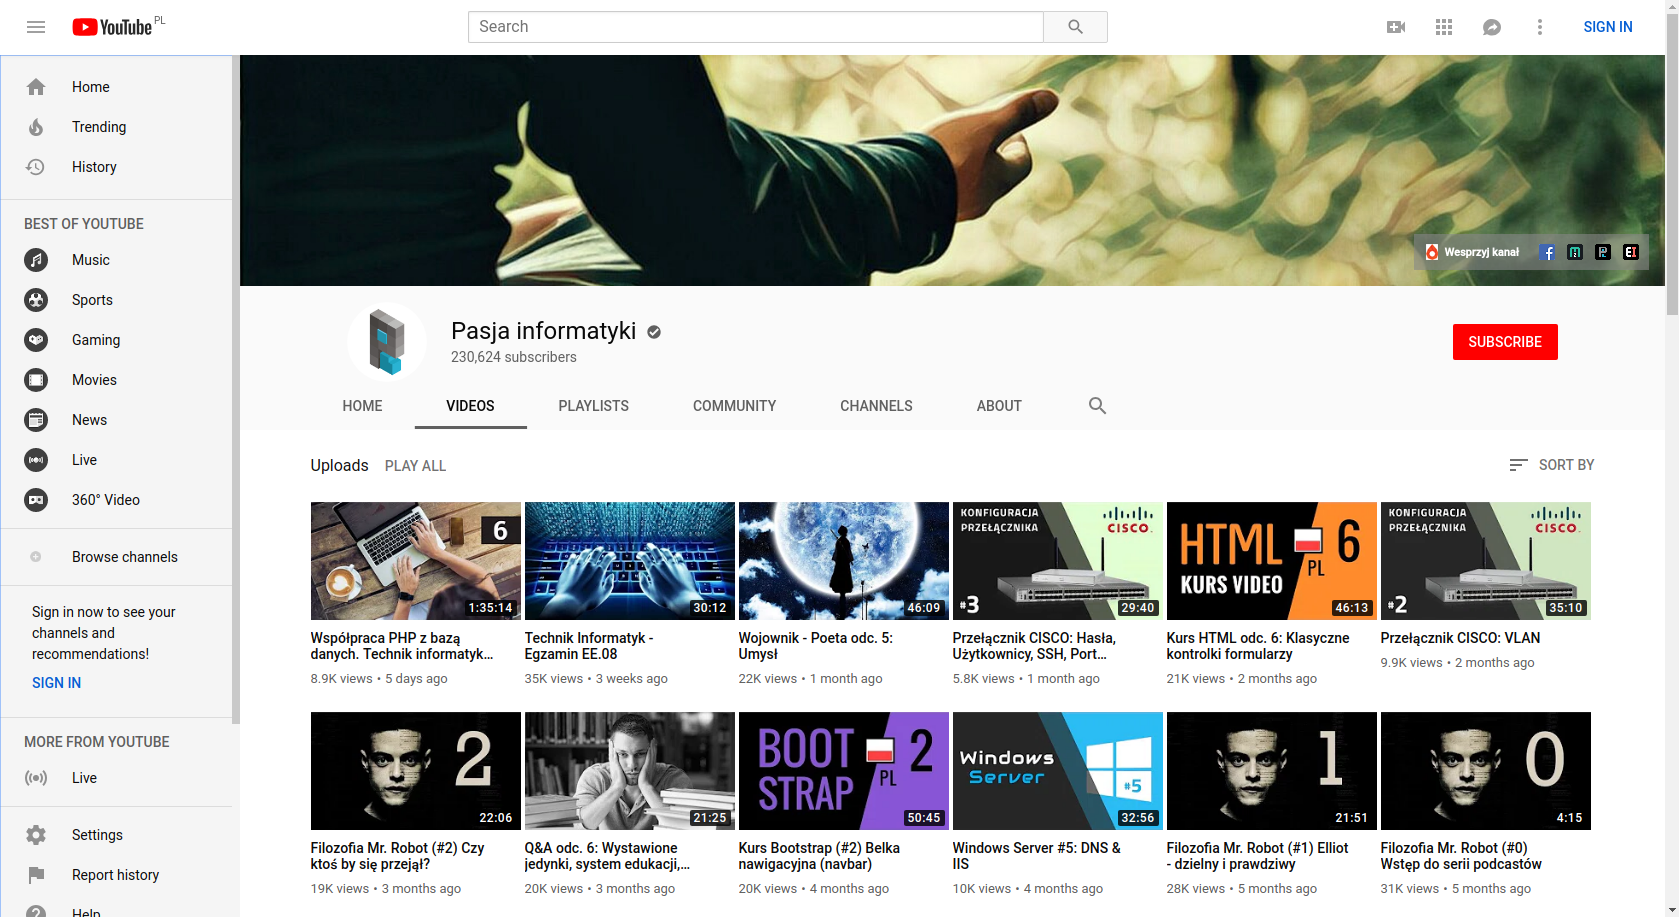 YouTube PL
Search
SIGN IN
Home
Trending
History
BEST OF YOUTUBE
Music
Sports
Gaming
Movies
News
Live
360° Video
Browse channels
Sign in now to see your
channels and
recommendations!
SIGN IN
MORE FROM YOUTUBE
Live
Settings
Report history
Help
Wesprzyj kanał
Pasja informatyki
230,624 subscribers
SUBSCRIBE
HOME VIDEOS PLAYLISTS COMMUNITY CHANNELS ABOUT
Uploads PLAY ALL
SORT BY
6
1:35:14
Współpraca PHP z bazą
danych. Technik informatyk...
8.9K views • 5 days ago
30:12
Technik Informatyk -
Egzamin EE.08
35K views • 3 weeks ago
46:09
Wojownik - Poeta odc. 5:
Umysł
22K views • 1 month ago
KONFIGURACJA
PRZEŁĄCZNIKA
CISCO
#3
29:40
Przełącznik CISCO: Hasła,
Użytkownicy, SSH, Port...
5.8K views • 1 month ago
HTML PL 6
KURS VIDEO
46:13
Kurs HTML odc. 6: Klasyczne
kontrolki formularzy
21K views • 2 months ago
KONFIGURACJA
PRZEŁĄCZNIKA
CISCO
#2
35:10
Przełącznik CISCO: VLAN
9.9K views • 2 months ago
2
22:06
Filozofia Mr. Robot (#2) Czy
ktoś by się przejął?
19K views • 3 months ago
21:25
Q&A odc. 6: Wystawione
jedynki, system edukacji,...
20K views • 3 months ago
BOOT
STRAP
PL 2
50:45
Kurs Bootstrap (#2) Belka
nawigacyjna (navbar)
20K views • 4 months ago
Windows
Server
#5
32:56
Windows Server #5: DNS &
IIS
10K views • 4 months ago
1
21:51
Filozofia Mr. Robot (#1) Elliot
- dzielny i prawdziwy
28K views • 5 months ago
0
4:15
Filozofia Mr. Robot (#0)
Wstęp do serii podcastów
31K views • 5 months ago